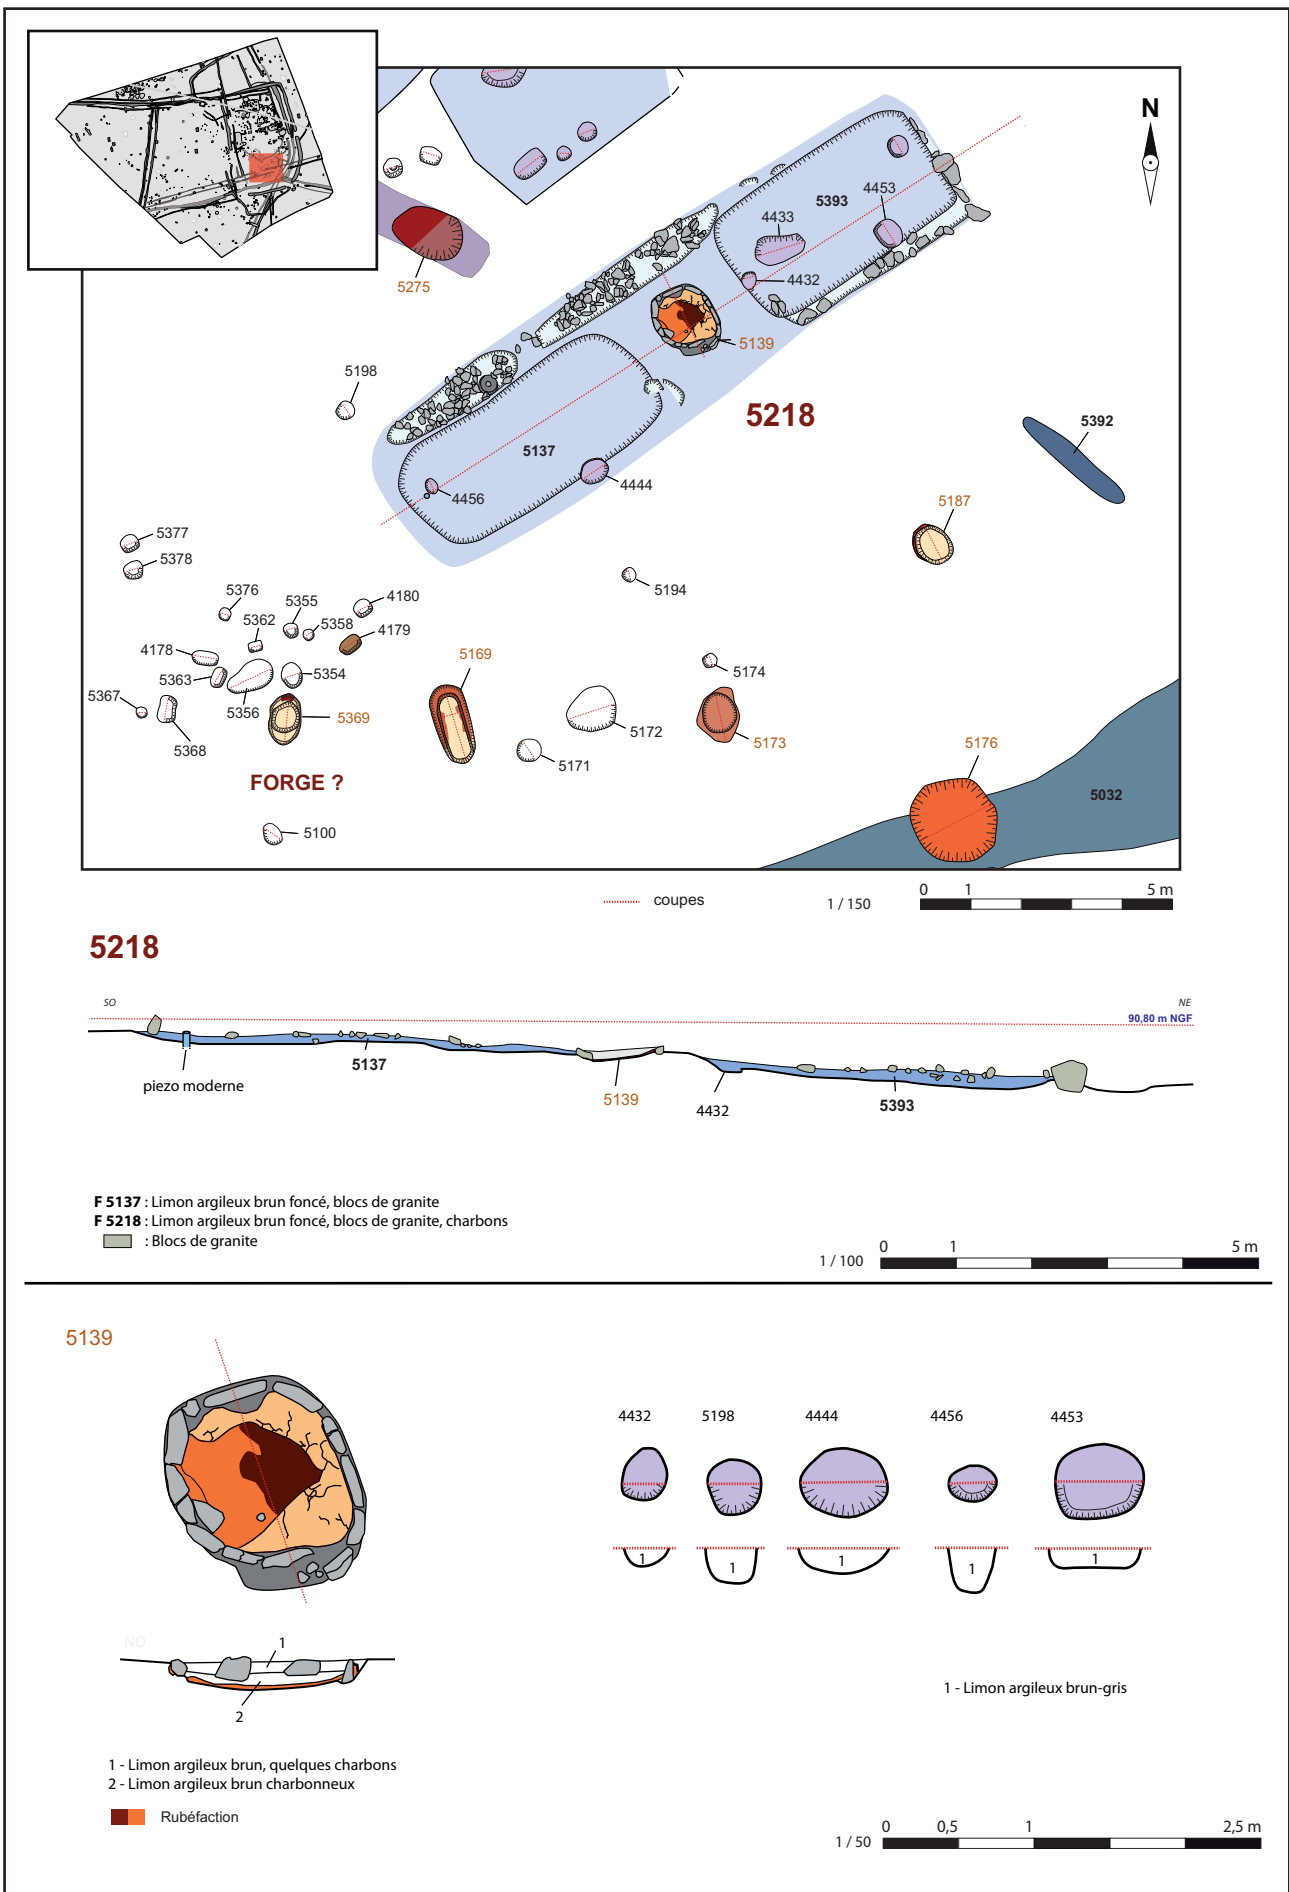 N
5393
4453
4433
4432
5275
5139
5198
5218
5392
5137
4456
4444
5187
5377
5378
5194
5376
5355
4180
5362
5358
4179
4178
5169
5174
5363
5354
5367
5356
5369
5368
5172
5173
5171
5176
FORGE ?
5032
5100
coupes
1 / 150
0 1 5 m
5218
SO
NE
90,80 m NGF
5137
piezo moderne
5139
4432
5393
F 5137 : Limon argileux brun foncé, blocs de granite
F 5218 : Limon argileux brun foncé, blocs de granite, charbons
: Blocs de granite
1 / 100
0 1 5 m
5139
4432 5198 4444 4456 4453
1 1 1 1 1
NO
1
2
1 - Limon argileux brun-gris
1 - Limon argileux brun, quelques charbons
2 - Limon argileux brun charbonneux
Rubéfaction
1 / 50
0 0,5 1 2,5 m